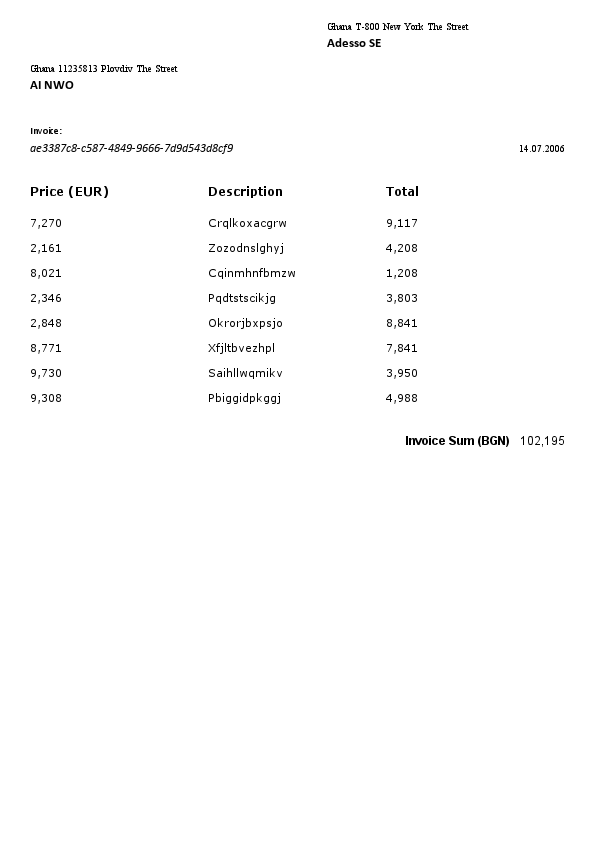 Ghana T-800 New York The Street
Adesso SE
Ghana 11235813 Plovdiv The Street
AI NWO
Invoice:
ae3387c8-c587-4849-9666-7d9d543d8cf9 14.07.2006
Price (EUR) Description Total
7,270 Crqlkoxacgrw 9,117
2,161 Zozodnslghyj 4,208
8,021 Cqinmhnfbmzw 1,208
2,346 Pqdtstscikjg 3,803
2,848 Okrorjbxpsjo 8,841
8,771 Xfjltbvezhpl 7,841
9,730 Saihllwqmikv 3,950
9,308 Pbiggidpkggj 4,988
Invoice Sum (BGN) 102,195